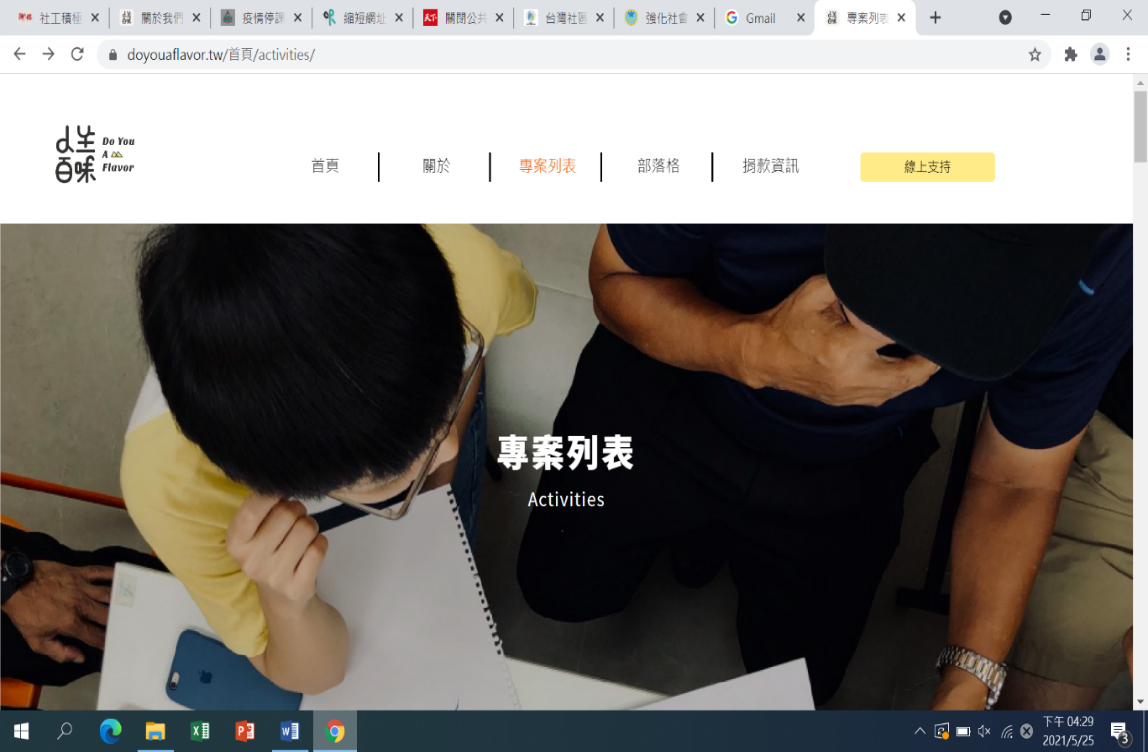 社工積極
關於我們
疫情停課
縮短網址
關閉公共
台灣社區
強化社會
Gmail
專案列表
doyouaflavor.tw/首頁/activities/
Do You
A
Flavor
首頁
關於
專案列表
部落格
捐款資訊
線上支持
專案列表
Activities
下午 04:29
2021/5/25
3